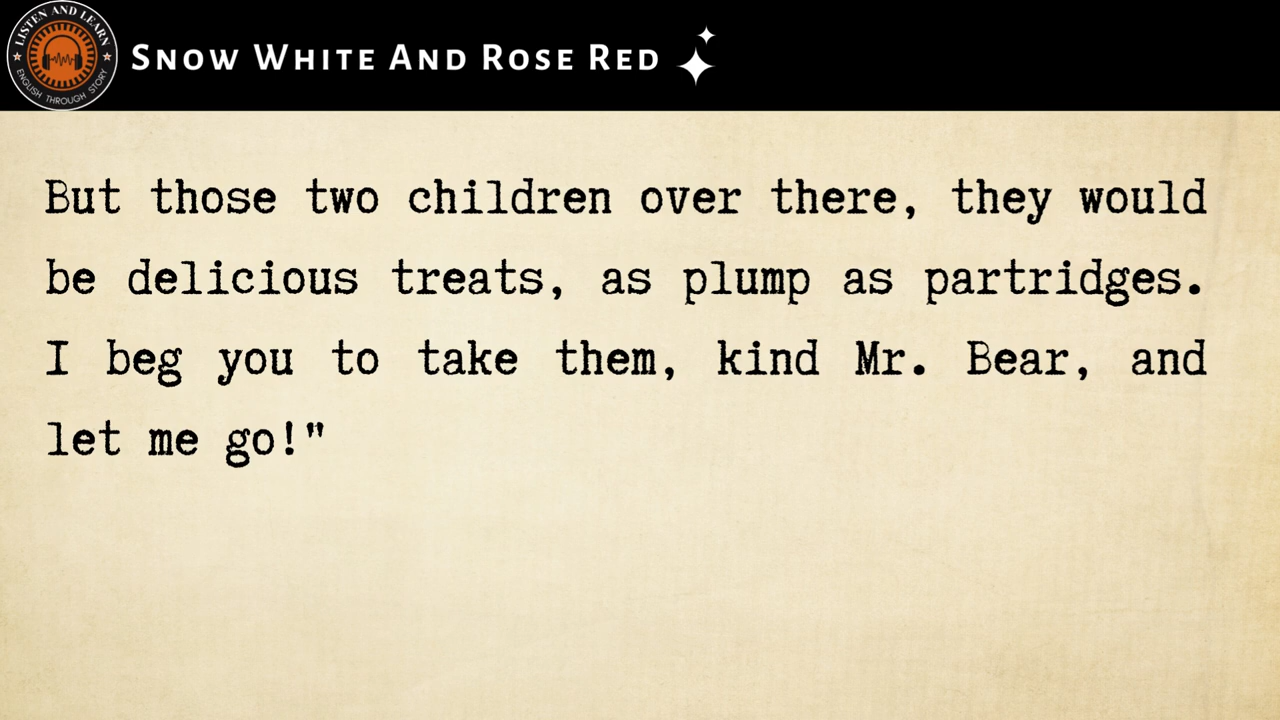 LISTEN AND LEARN
ENGLISH THROUGH STORY
Snow White And Rose Red
But those two children over there, they would
be delicious treats, as plump as partridges.
I beg you to take them, kind Mr. Bear, and
let me go!"